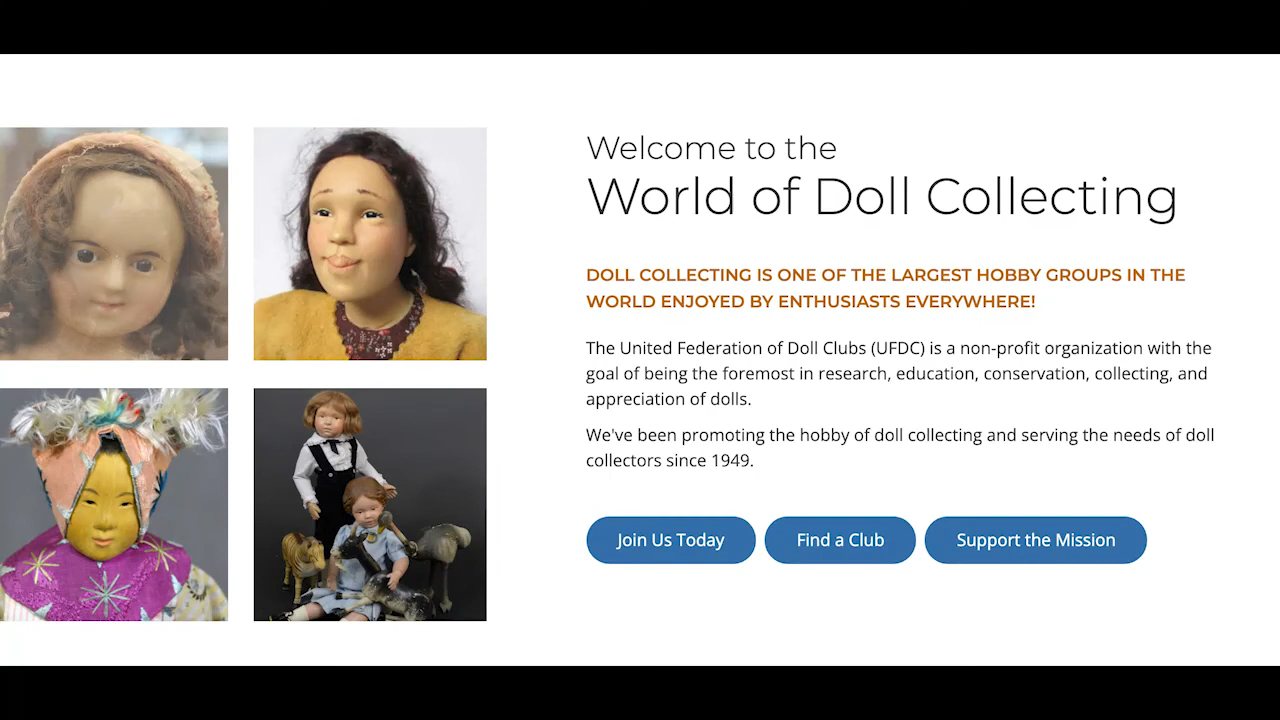 Welcome to the
World of Doll Collecting
DOLL COLLECTING IS ONE OF THE LARGEST HOBBY GROUPS IN THE
WORLD ENJOYED BY ENTHUSIASTS EVERYWHERE!
The United Federation of Doll Clubs (UFDC) is a non-profit organization with the
goal of being the foremost in research, education, conservation, collecting, and
appreciation of dolls.
We've been promoting the hobby of doll collecting and serving the needs of doll
collectors since 1949.
Join Us Today
Find a Club
Support the Mission